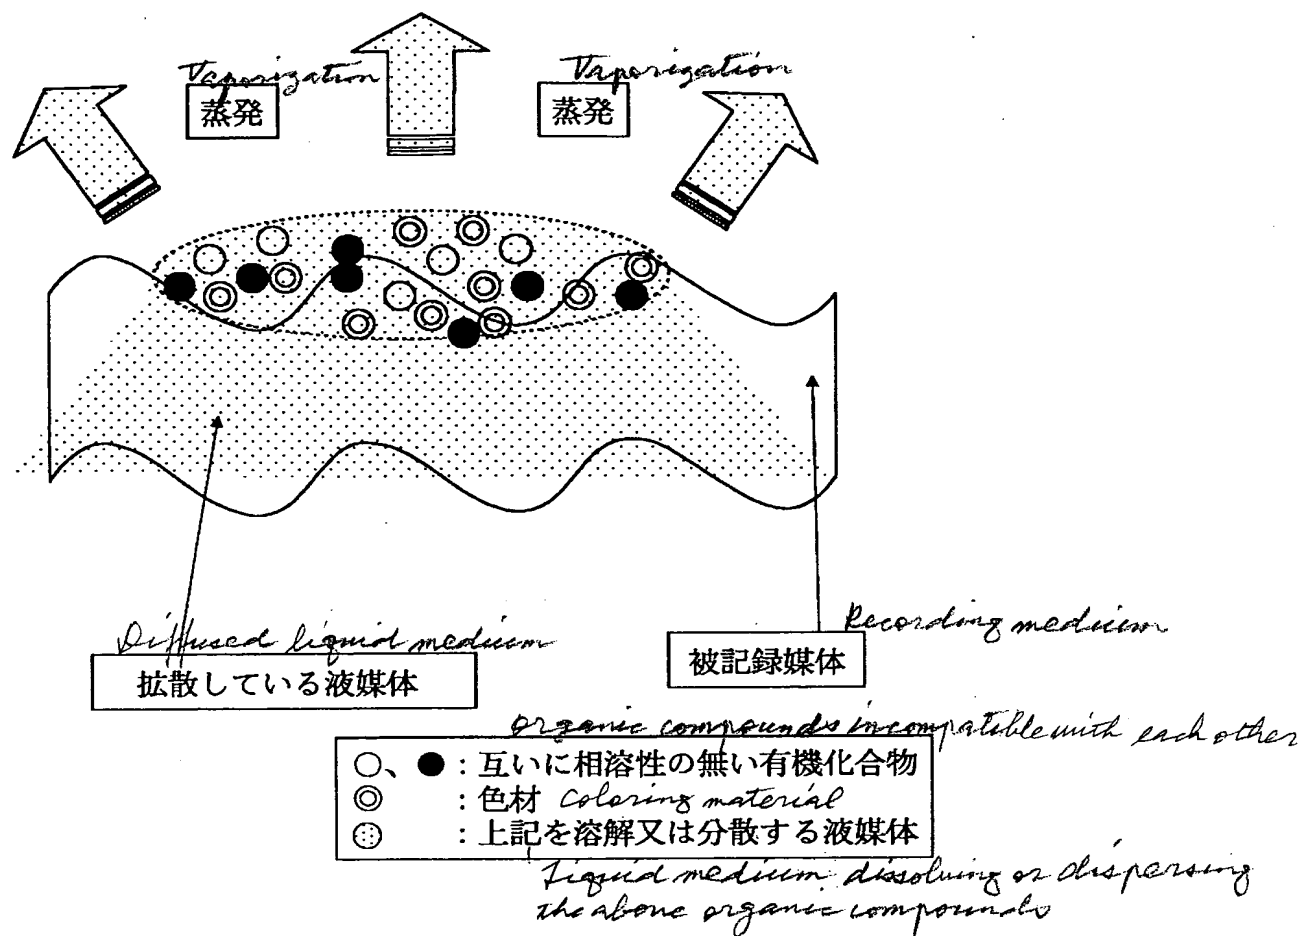 Vaporization
蒸発
Vaporization
蒸発
Diffused liquid medium
拡散している液媒体
Recording medium
被記録媒体
organic compounds incompatible with each other
○、●：互いに相溶性の無い有機化合物
◎：色材 Coloring material
：上記を溶解又は分散する液媒体
Liquid medium dissolving or dispersing
the above organic compounds